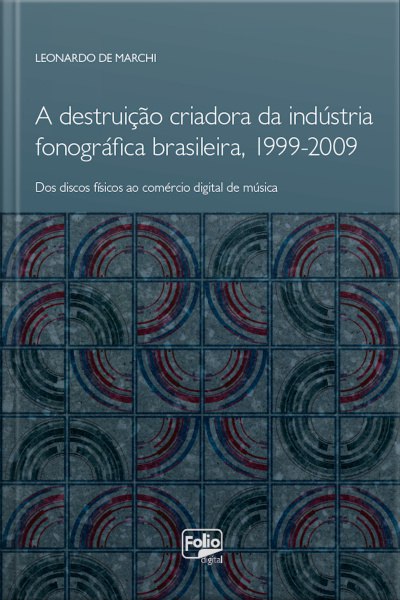 LEONARDO DE MARCHI
A destruição criadora da indústria
fonográfica brasileira, 1999-2009
Dos discos físicos ao comércio digital de música
Folio
digital